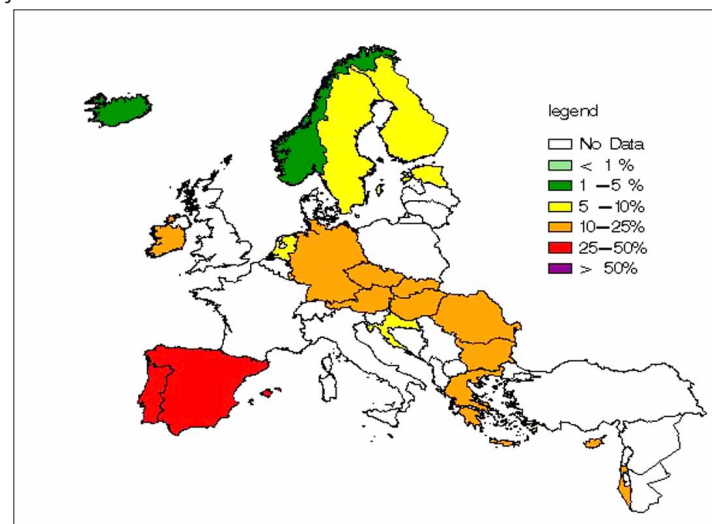 legend
No Data
< 1 %
1 – 5 %
5 – 10%
10–25%
25–50%
> 50%